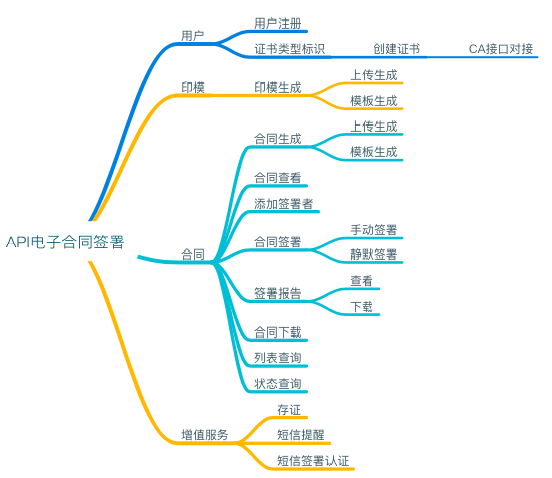 用户注册
用户
证书类型标识
创建证书
CA接口对接
上传生成
印模
印模生成
模板生成
上传生成
合同生成
模板生成
合同查看
添加签署者
手动签署
合同签署
API电子合同签署
合同
静默签署
查看
签署报告
下载
合同下载
列表查询
状态查询
存证
增值服务
短信提醒
短信签署认证